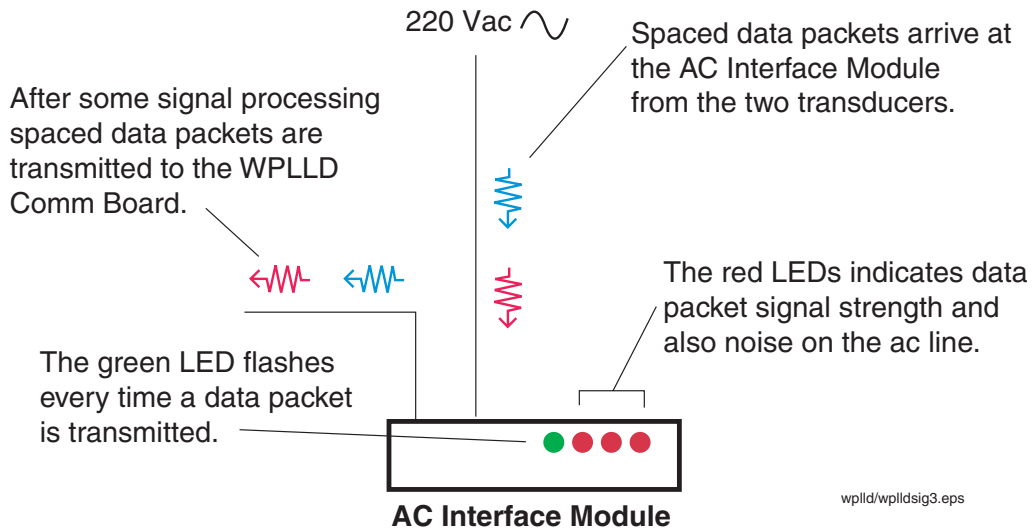 220 Vac
Spaced data packets arrive at
the AC Interface Module
from the two transducers.
After some signal processing
spaced data packets are
transmitted to the WPLLD
Comm Board.
The red LEDs indicates data
packet signal strength and
also noise on the ac line.
The green LED flashes
every time a data packet
is transmitted.
AC Interface Module
wplld/wplldsig3.eps